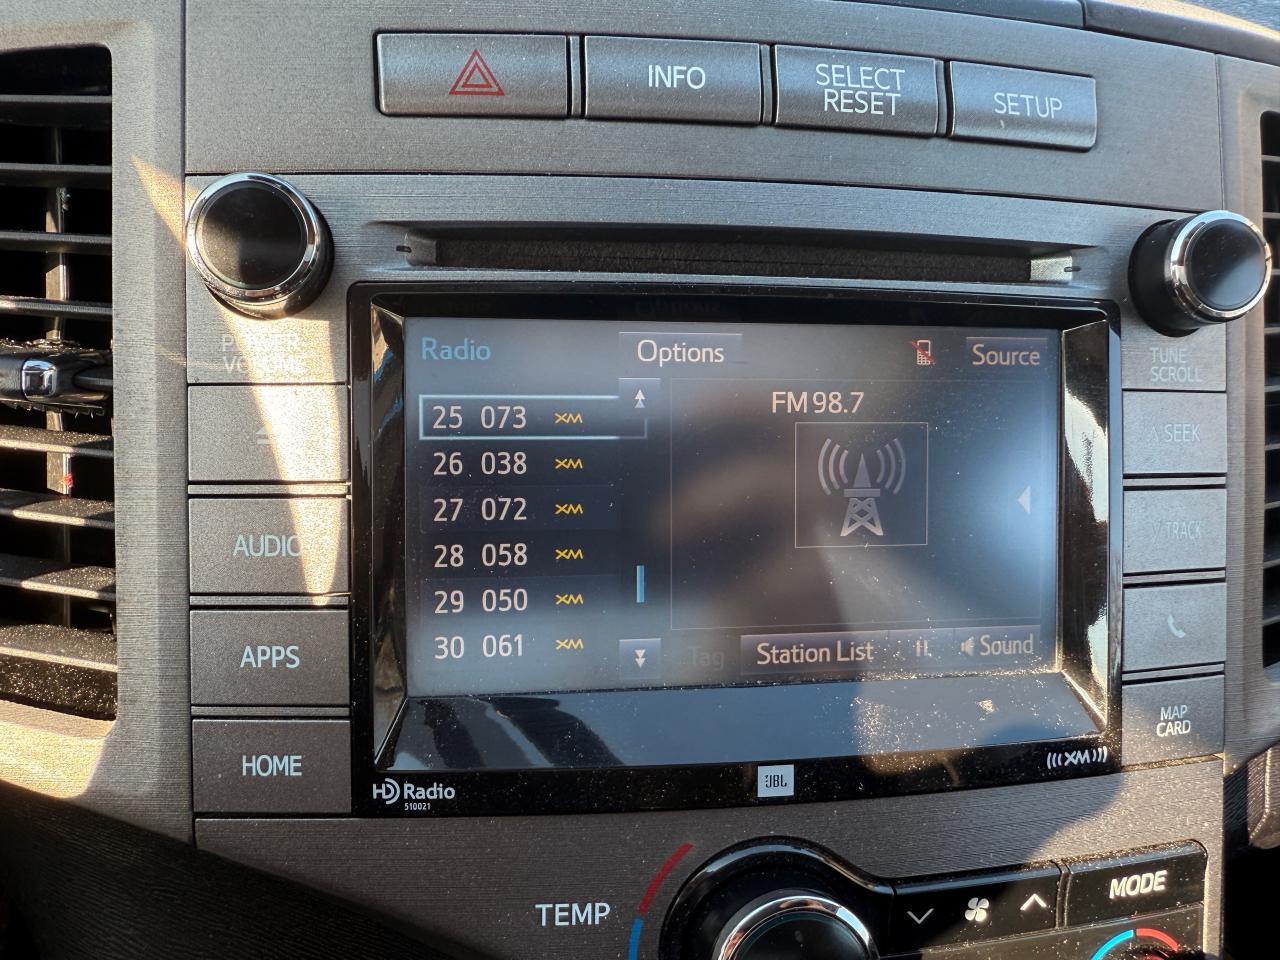 INFO
SELECT
RESET
SETUP
POWER
VOLUME
TUNE
SCROLL
Radio
Options
Source
25 073 XM
26 038 XM
27 072 XM
28 058 XM
29 050 XM
30 061 XM
FM 98.7
Tag
Station List
Sound
AUDIO
APPS
HOME
SEEK
TRACK
MAP
CARD
HD Radio
510021
JBL
XM
TEMP
MODE